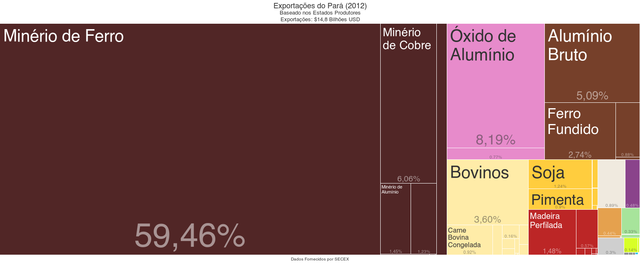 Exportações do Pará (2012)
Baseado nos Estados Produtores
Exportações: $14,8 Bilhões USD
Minério de Ferro
59,46%
Minério
de Cobre
6,06%
Minério de
Alumínio
1,45%
Óxido de
Alumínio
8,19%
Alumínio
Bruto
5,09%
Ferro
Fundido
2,74%
Bovinos
3,60%
Carne
Bovina
Congelada
Soja
Pimenta
Madeira
Perfilada
1,48%
Dados Fornecidos por SECEX